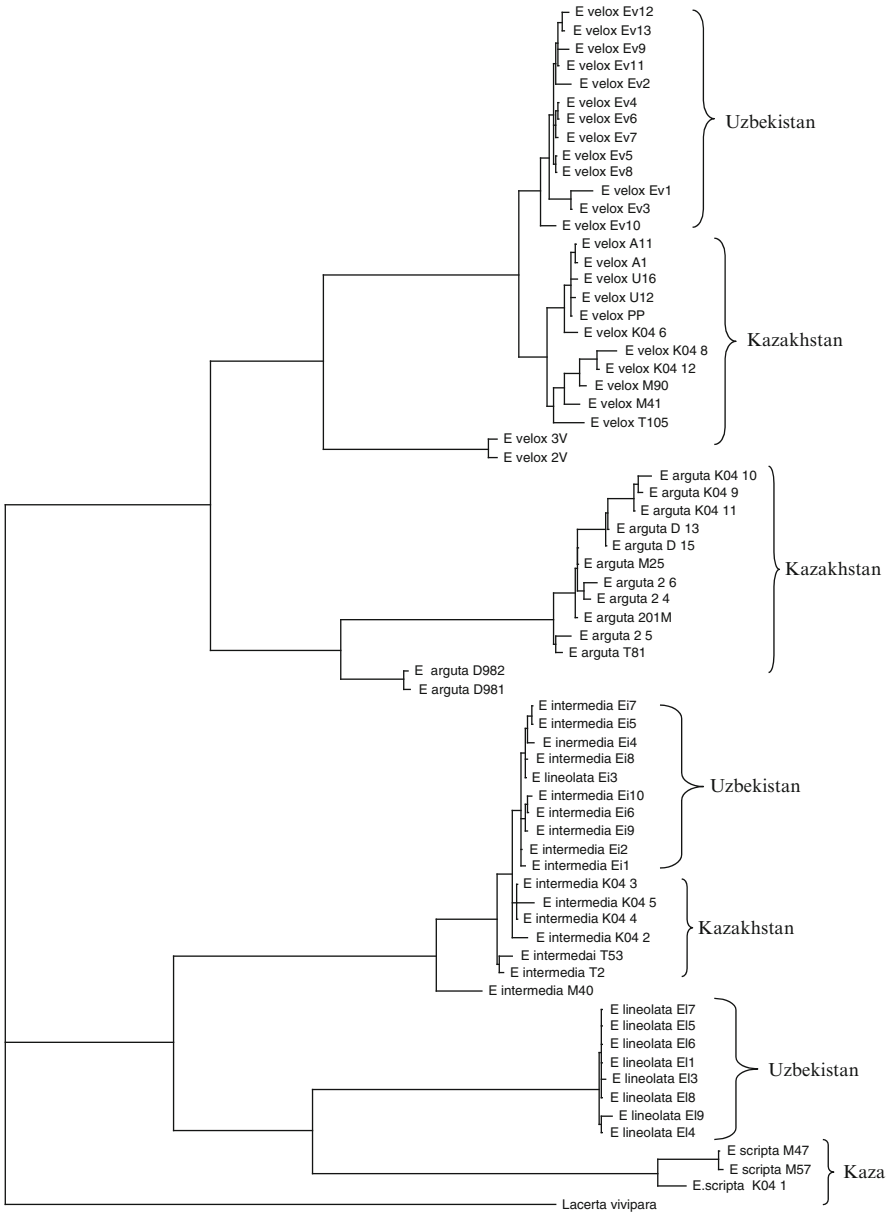 E velox Ev12
E velox Ev13
E velox Ev9
E velox Ev11
E velox Ev2
E velox Ev4
E velox Ev6
E velox Ev7
E velox Ev5
E velox Ev8
E velox Ev1
E velox Ev3
E velox Ev10
Uzbekistan
E velox A11
E velox A1
E velox U16
E velox U12
E velox PP
E velox K04 6
E velox K04 8
E velox K04 12
E velox M90
E velox M41
E velox T105
Kazakhstan
E velox 3V
E velox 2V
E arguta K04 10
E arguta K04 9
E arguta K04 11
E arguta D 13
E arguta D 15
E arguta M25
E arguta 2 6
E arguta 2 4
E arguta 201M
E arguta 2 5
E arguta T81
E arguta D982
E arguta D981
Kazakhstan
E intermedia Ei7
E intermedia Ei5
E inermedia Ei4
E intermedia Ei8
E lineolata Ei3
E intermedia Ei10
E intermedia Ei6
E intermedia Ei9
E intermedia Ei2
E intermedia Ei1
Uzbekistan
E intermedia K04 3
E intermedia K04 5
E intermedia K04 4
E intermedia K04 2
E intermedai T53
E intermedia T2
Kazakhstan
E intermedia M40
E lineolata El7
E lineolata El5
E lineolata El6
E lineolata El1
E lineolata El3
E lineolata El8
E lineolata El9
E lineolata El4
Uzbekistan
E scripta M47
E scripta M57
E.scripta K04 1
Kaza
Lacerta vivipara